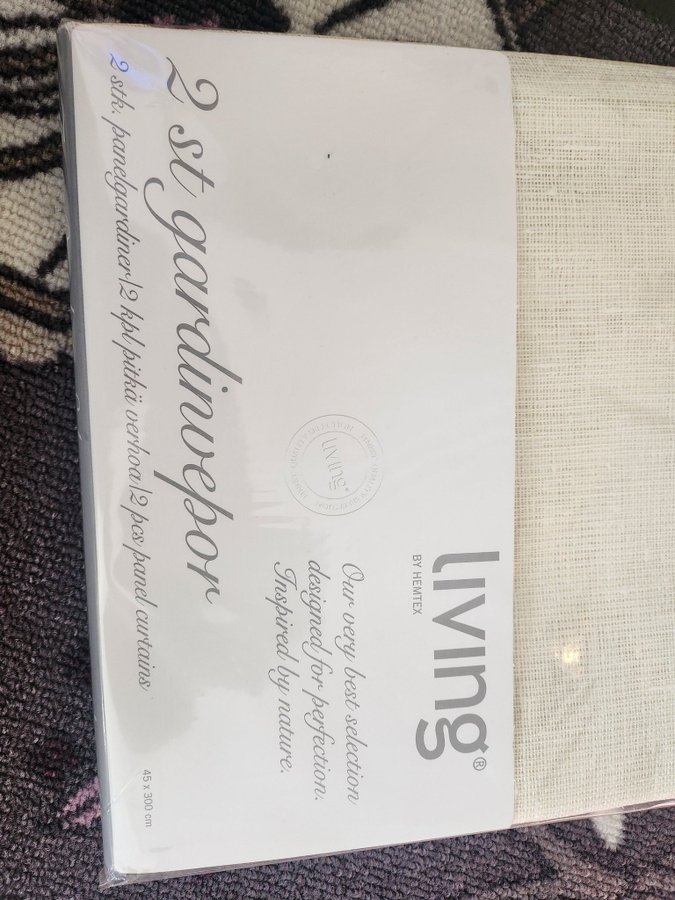 LIVING®
BY HEMTEX
Our very best selection
designed for perfection.
Inspired by nature.
LIVING®
2 st gardinvepor
2 stk. panelgardiner|2 kpl pitkä verhoa|2 pcs panel curtains
45 x 300 cm